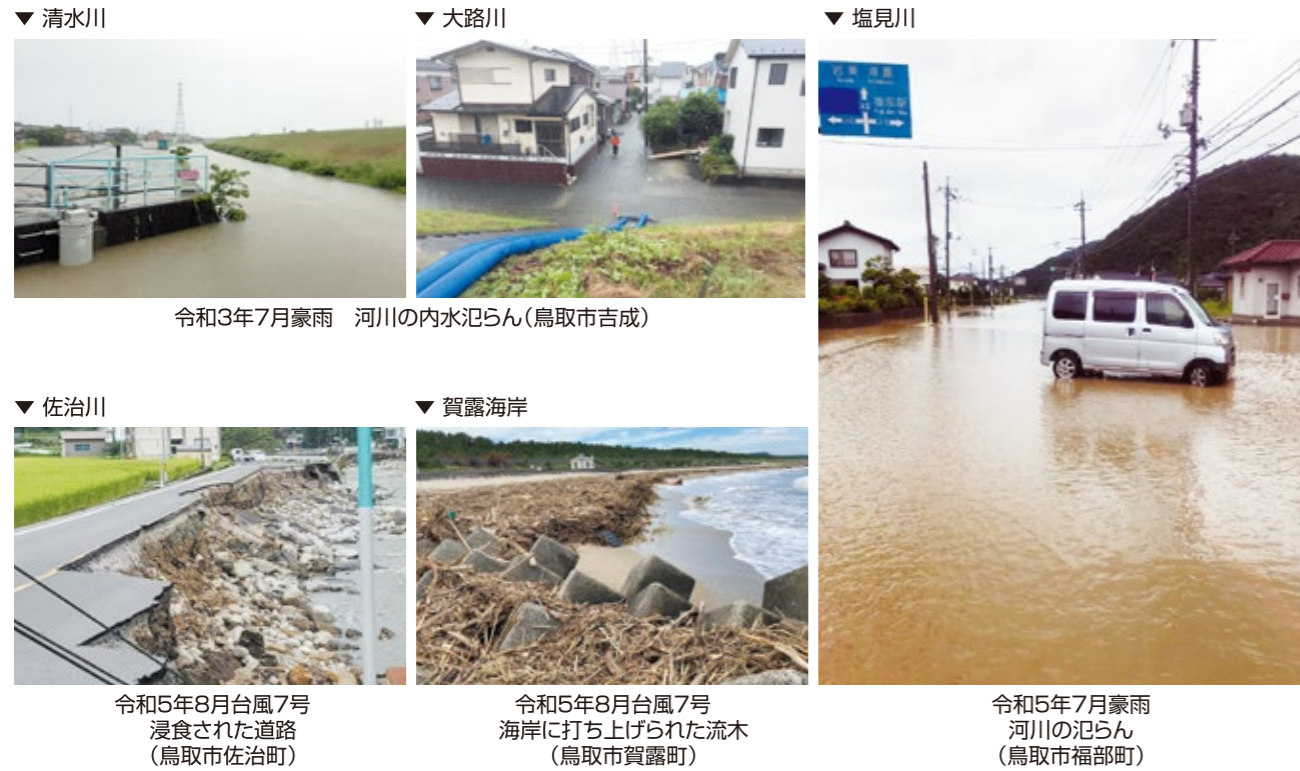 ▼ 清水川
▼ 大路川
▼ 塩見川
令和3年7月豪雨　河川の内水氾らん(鳥取市吉成)
▼ 佐治川
▼ 賀露海岸
令和5年8月台風7号
浸食された道路
(鳥取市佐治町)
令和5年8月台風7号
海岸に打ち上げられた流木
(鳥取市賀露町)
令和5年7月豪雨
河川の氾らん
(鳥取市福部町)